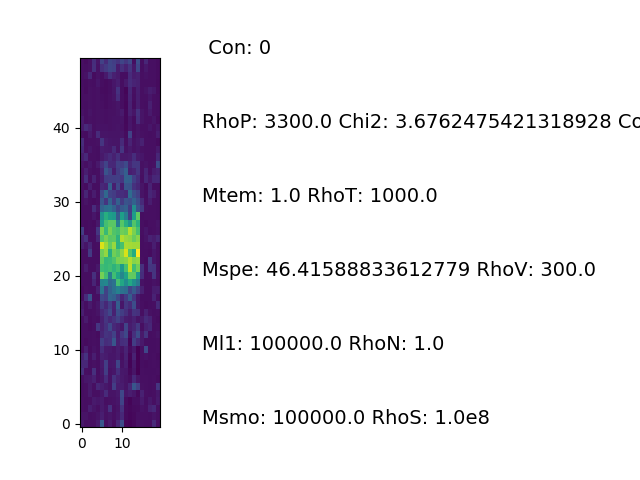 Con: 0
RhoP: 3300.0 Chi2: 3.6762475421318928 Co
Mtem: 1.0 RhoT: 1000.0
Mspe: 46.41588833612779 RhoV: 300.0
Ml1: 100000.0 RhoN: 1.0
Msmo: 100000.0 RhoS: 1.0e8
40
30
20
10
0
0 10